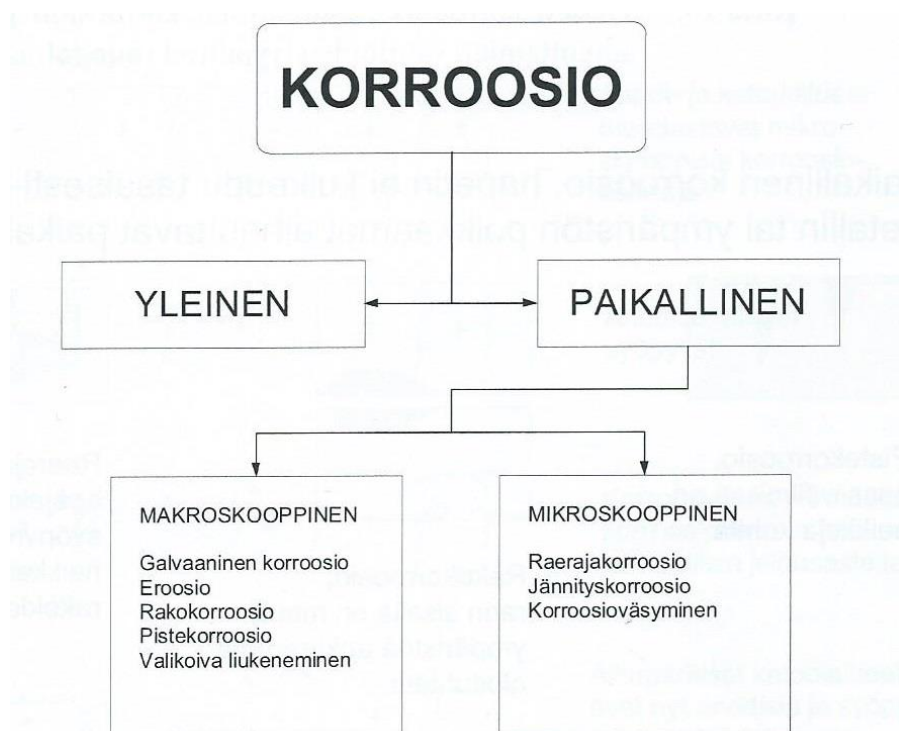 KORROOSIO
YLEINEN
PAIKALLINEN
MAKROSKOOPPINEN
Galvaaninen korroosio
Eroosio
Rakokorroosio
Pistekorroosio
Valikoiva liukeneminen
MIKROSKOOPPINEN
Raerajakorroosio
Jännityskorroosio
Korroosioväsyminen